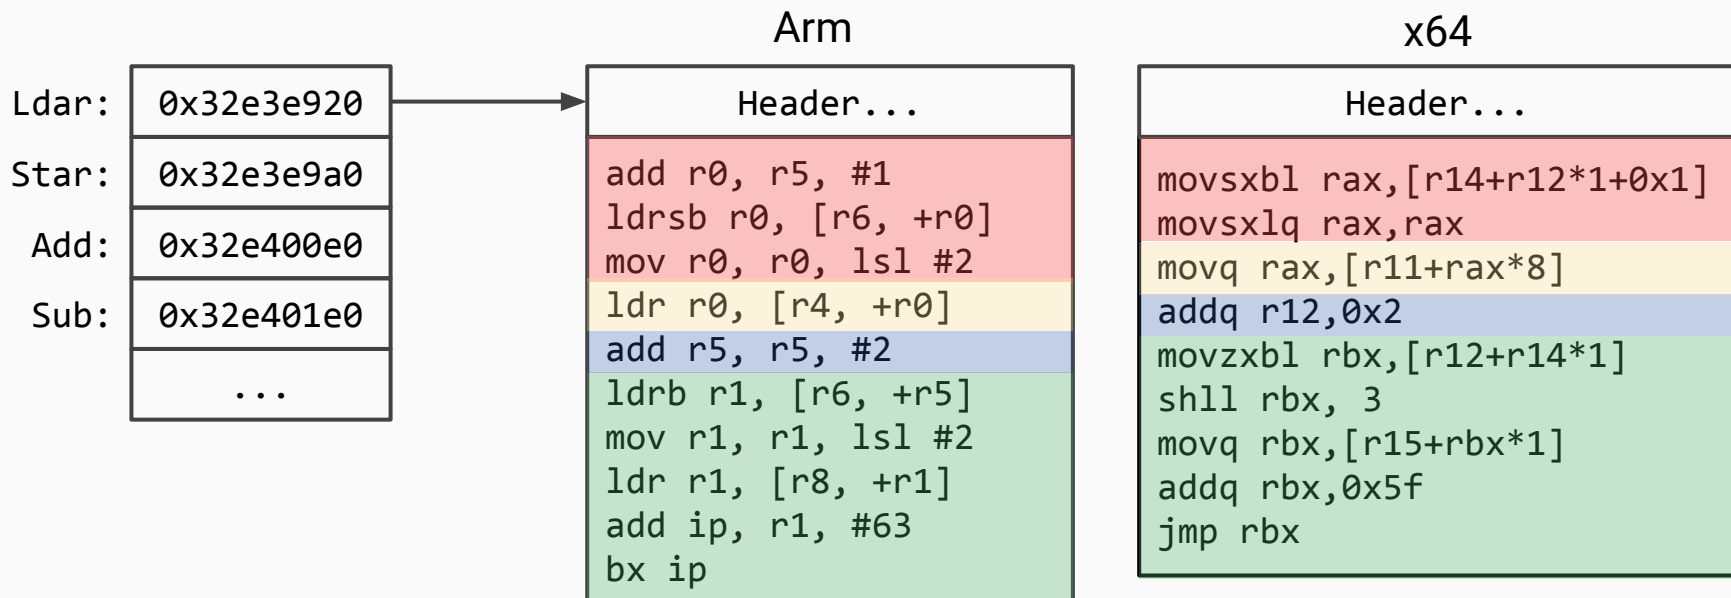 Arm
x64
Ldar: 0x32e3e920
Star: 0x32e3e9a0
Add: 0x32e400e0
Sub: 0x32e401e0
...
Header...
add r0, r5, #1
ldrsb r0, [r6, +r0]
mov r0, r0, lsl #2
ldr r0, [r4, +r0]
add r5, r5, #2
ldrb r1, [r6, +r5]
mov r1, r1, lsl #2
ldr r1, [r8, +r1]
add ip, r1, #63
bx ip
Header...
movsxbl rax,[r14+r12*1+0x1]
movsxlq rax,rax
movq rax,[r11+rax*8]
addq r12,0x2
movzxbl rbx,[r12+r14*1]
shll rbx, 3
movq rbx,[r15+rbx*1]
addq rbx,0x5f
jmp rbx